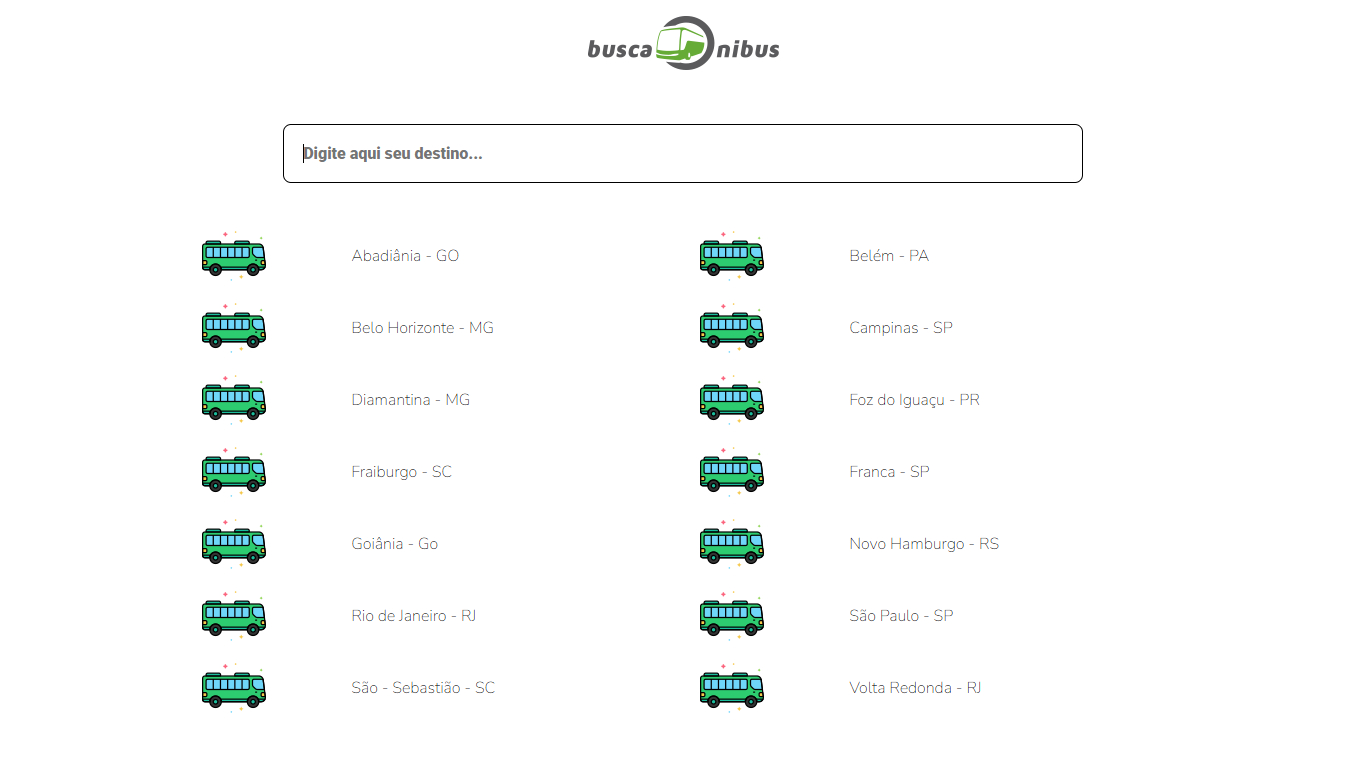 busca nibus
Digite aqui seu destino...
Abadiânia - GO
Belém - PA
Belo Horizonte - MG
Campinas - SP
Diamantina - MG
Foz do Iguaçu - PR
Fraiburgo - SC
Franca - SP
Goiânia - Go
Novo Hamburgo - RS
Rio de Janeiro - RJ
São Paulo - SP
São - Sebastião - SC
Volta Redonda - RJ